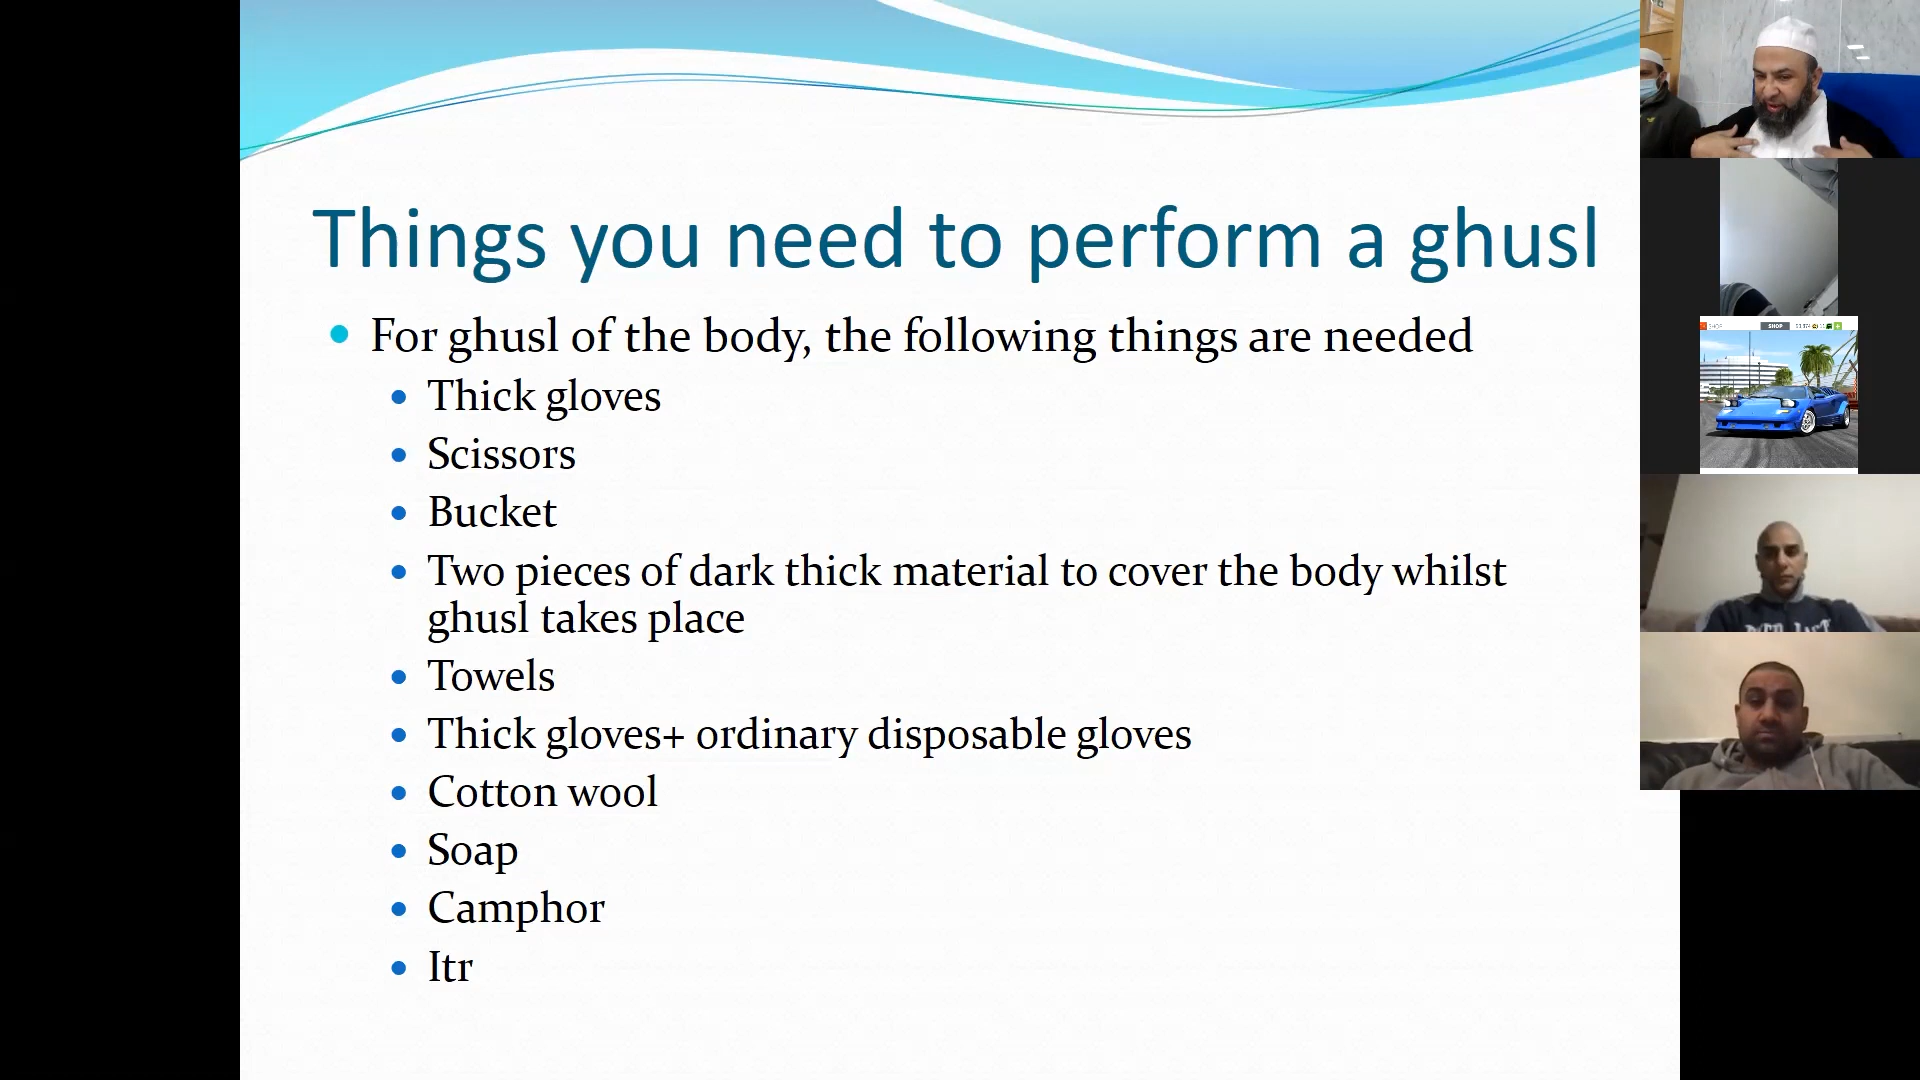 Things you need to perform a ghusl
For ghusl of the body, the following things are needed
Thick gloves
Scissors
Bucket
Two pieces of dark thick material to cover the body whilst
ghusl takes place
Towels
Thick gloves+ ordinary disposable gloves
Cotton wool
Soap
Camphor
Itr
SHOP
SHOP